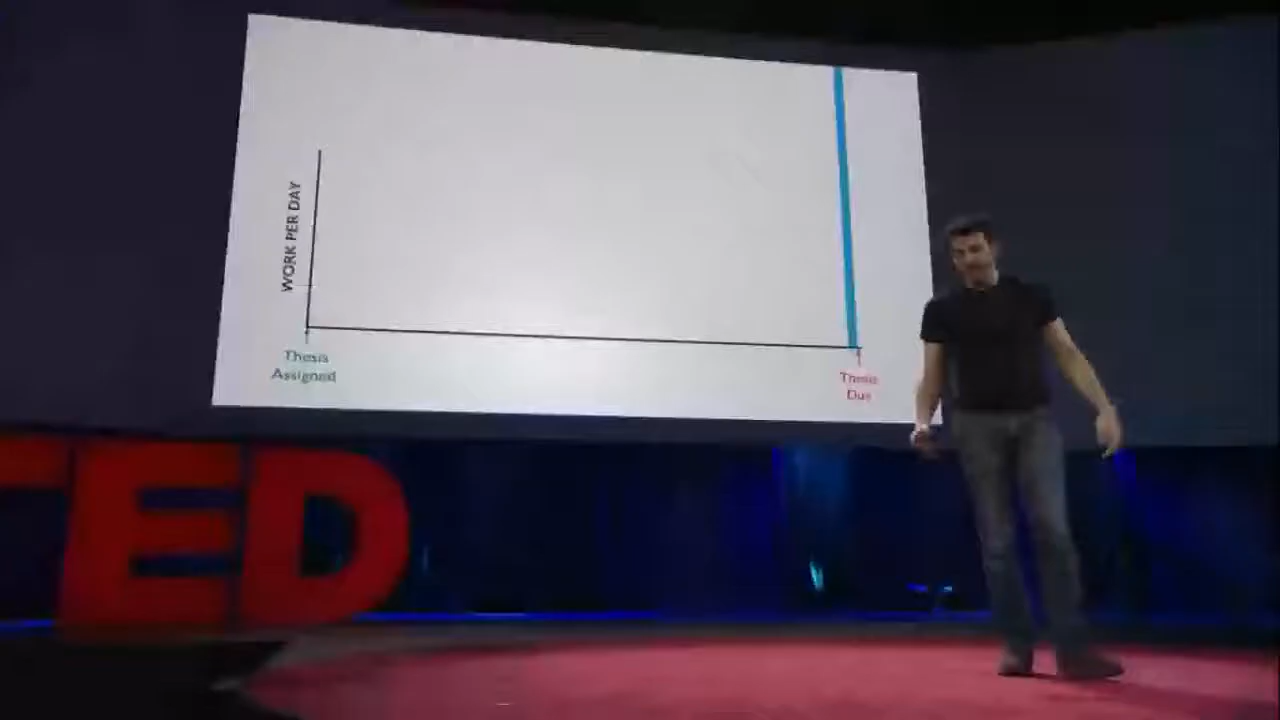 WORK PER DAY
Thesis
Assigned
Thesis
Due
TED